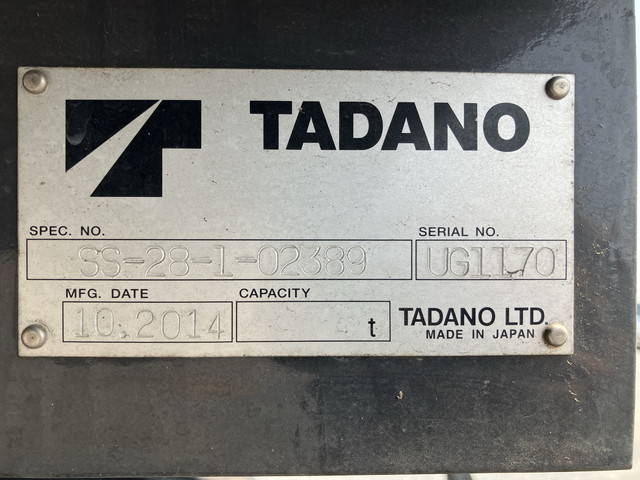 TADANO
SPEC. NO. SERIAL NO.
SS-28-1-02389 UG1170
MFG. DATE CAPACITY
10.2014 t TADANO LTD.
MADE IN JAPAN